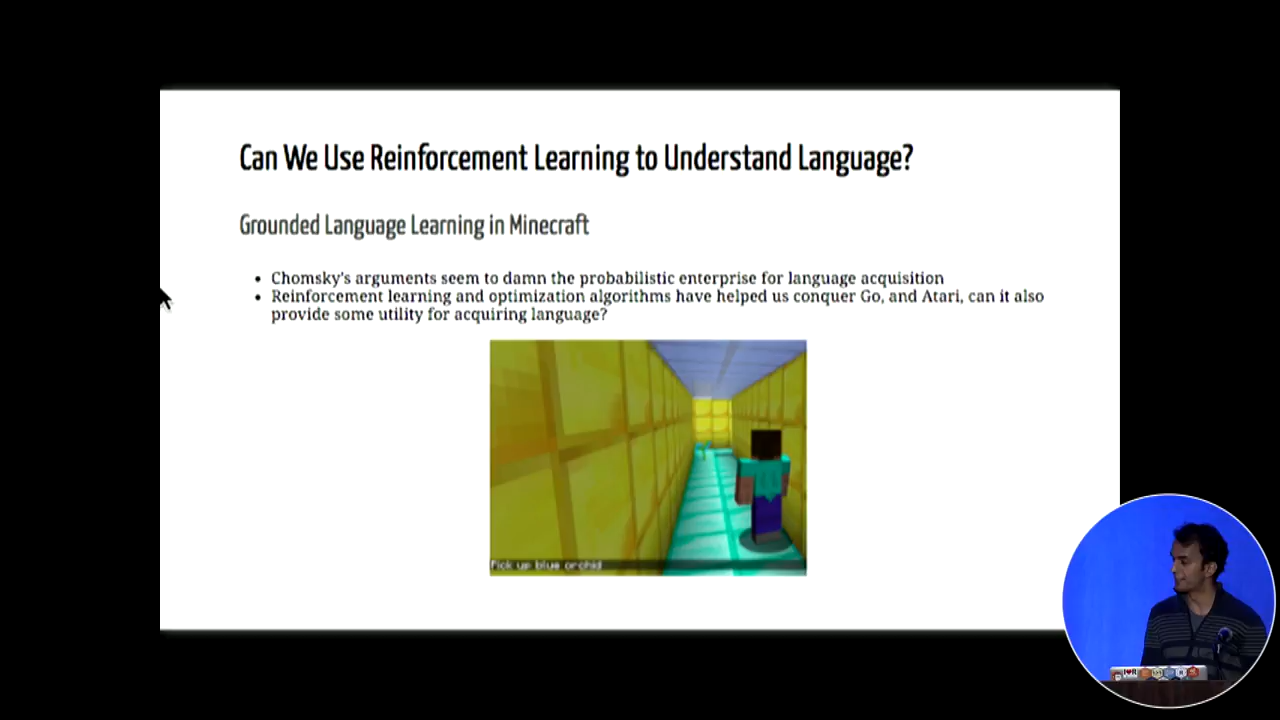 Can We Use Reinforcement Learning to Understand Language?
Grounded Language Learning in Minecraft
• Chomsky's arguments seem to damn the probabilistic enterprise for language acquisition
• Reinforcement learning and optimization algorithms have helped us conquer Go, and Atari, can it also
provide some utility for acquiring language?
Pick up blue orchid